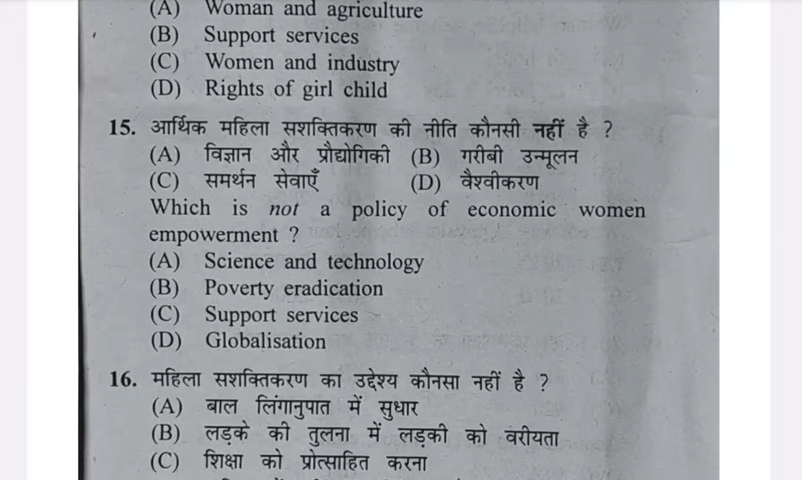 (A) Woman and agriculture
(B) Support services
(C) Women and industry
(D) Rights of girl child
15. आर्थिक महिला सशक्तिकरण की नीति कौनसी नहीं है ?
(A) विज्ञान और प्रौद्योगिकी (B) गरीबी उन्मूलन
(C) समर्थन सेवाएँ (D) वैश्वीकरण
Which is not a policy of economic women
empowerment ?
(A) Science and technology
(B) Poverty eradication
(C) Support services
(D) Globalisation
16. महिला सशक्तिकरण का उद्देश्य कौनसा नहीं है ?
(A) बाल लिंगानुपात में सुधार
(B) लड़के की तुलना में लड़की को वरीयता
(C) शिक्षा को प्रोत्साहित करना